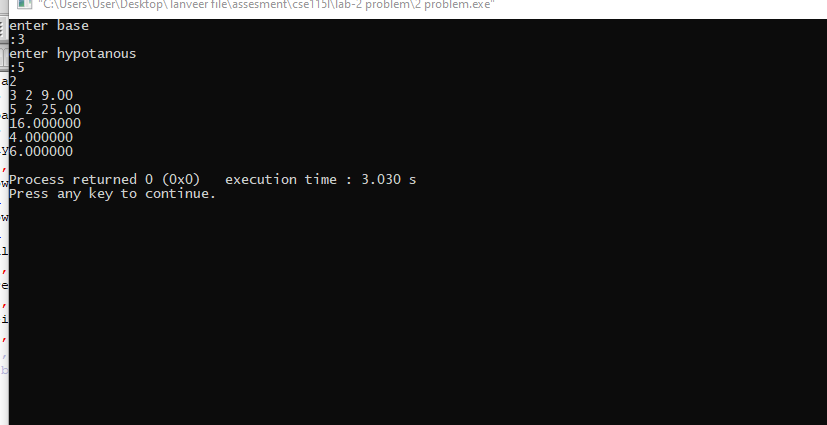 "C:\Users\User\Desktop\Tanveer file\assesment\cse115l\lab-2 problem\2 problem.exe"
enter base
:3
enter hypotanous
:5
2
3 2 9.00
5 2 25.00
16.000000
4.000000
6.000000
Process returned 0 (0x0)   execution time : 3.030 s
Press any key to continue.